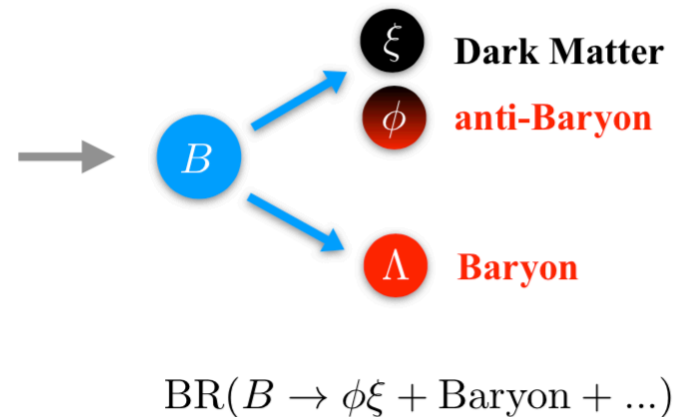 ξ Dark Matter
ϕ anti-Baryon
B
Λ Baryon
BR(B → ϕξ + Baryon + ...)